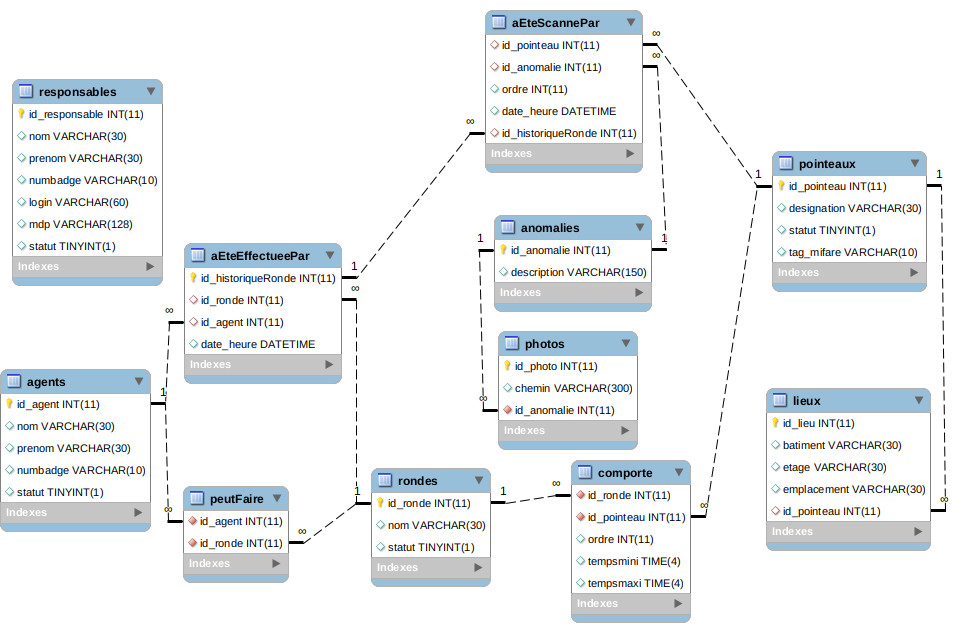 aEteScannePar
id_pointeau INT(11)
id_anomalie INT(11)
ordre INT(11)
date_heure DATETIME
id_historiqueRonde INT(11)
Indexes
responsables
id_responsable INT(11)
nom VARCHAR(30)
prenom VARCHAR(30)
numbadge VARCHAR(10)
login VARCHAR(60)
mdp VARCHAR(128)
statut TINYINT(1)
Indexes
pointeaux
id_pointeau INT(11)
designation VARCHAR(30)
statut TINYINT(1)
tag_mifare VARCHAR(10)
Indexes
anomalies
id_anomalie INT(11)
description VARCHAR(150)
Indexes
aEteEffectueePar
id_historiqueRonde INT(11)
id_ronde INT(11)
id_agent INT(11)
date_heure DATETIME
Indexes
photos
id_photo INT(11)
chemin VARCHAR(300)
id_anomalie INT(11)
Indexes
agents
id_agent INT(11)
nom VARCHAR(30)
prenom VARCHAR(30)
numbadge VARCHAR(10)
statut TINYINT(1)
Indexes
lieux
id_lieu INT(11)
batiment VARCHAR(30)
etage VARCHAR(30)
emplacement VARCHAR(30)
id_pointeau INT(11)
Indexes
peutFaire
id_agent INT(11)
id_ronde INT(11)
Indexes
rondes
id_ronde INT(11)
nom VARCHAR(30)
statut TINYINT(1)
Indexes
comporte
id_ronde INT(11)
id_pointeau INT(11)
ordre INT(11)
tempsmini TIME(4)
tempsmaxi TIME(4)
Indexes
∞
∞
∞
1
1
1
1
1
∞
∞
1
∞
∞
1
∞
1
∞
∞
∞